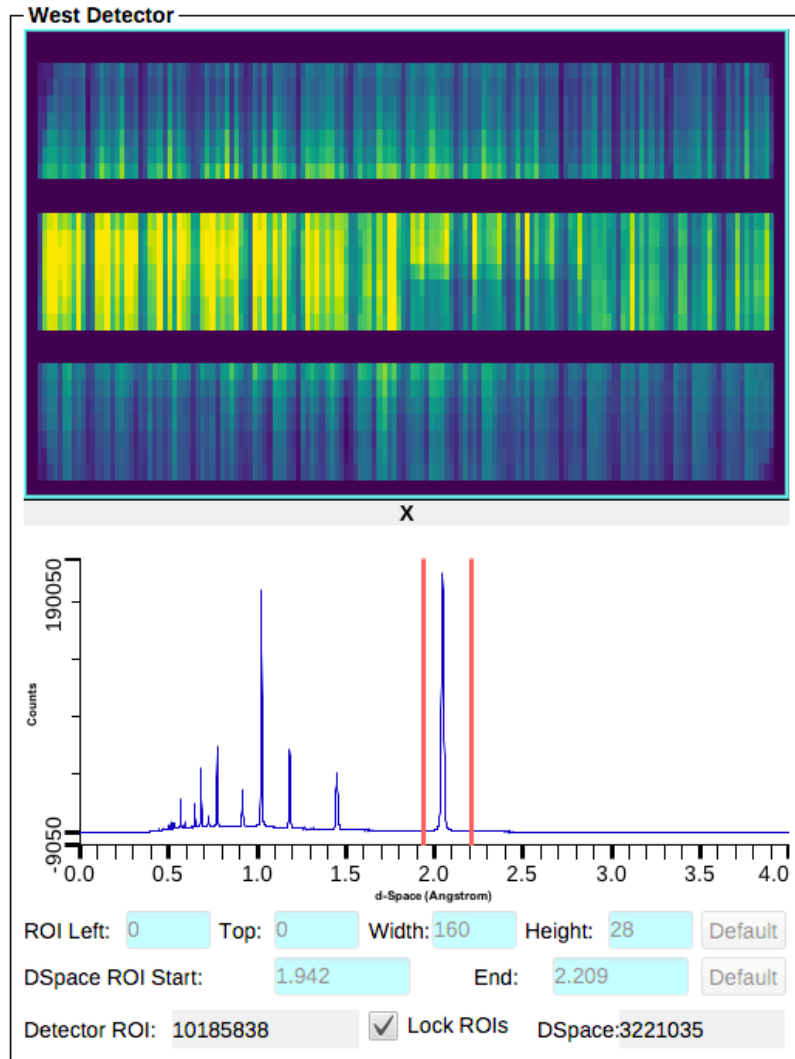 West Detector
X
190050
Counts
-9050
0.0 0.5 1.0 1.5 2.0 2.5 3.0 3.5 4.0
d-Space (Angstrom)
ROI Left: 0 Top: 0 Width: 160 Height: 28 Default
DSpace ROI Start: 1.942 End: 2.209 Default
Detector ROI: 10185838 Lock ROIs DSpace:3221035